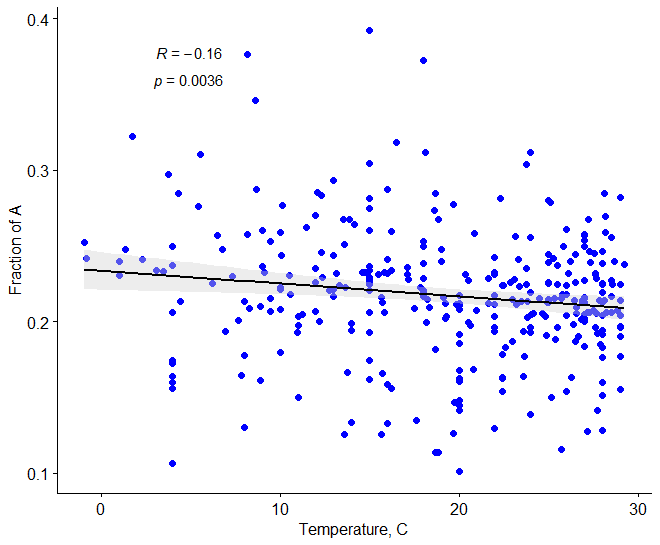 0.4
R = −0.16
p = 0.0036
0.3
Fraction of A
0.2
0.1
0 10 20 30
Temperature, C